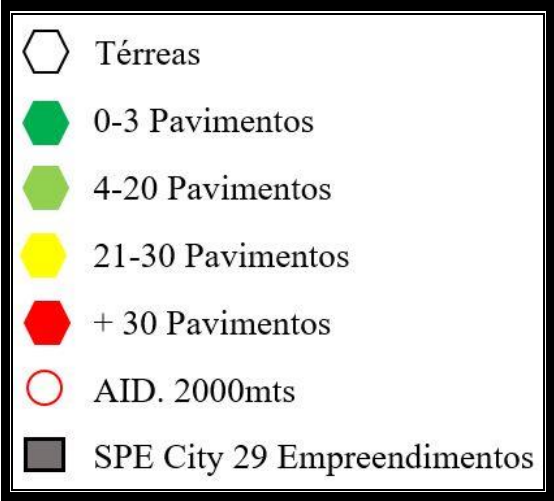 Térreas
0-3 Pavimentos
4-20 Pavimentos
21-30 Pavimentos
+ 30 Pavimentos
AID. 2000mts
SPE City 29 Empreendimentos